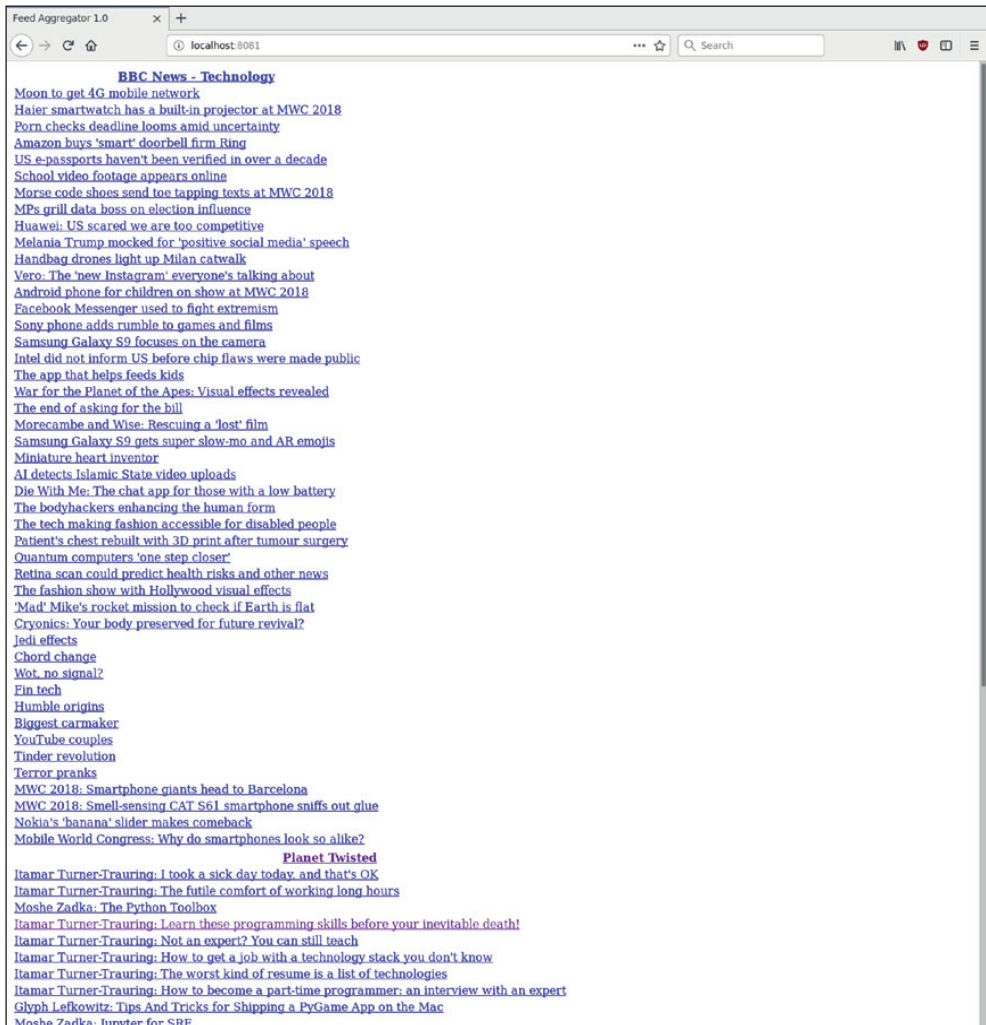 Feed Aggregator 1.0
localhost:8081
Search
BBC News - Technology
Moon to get 4G mobile network
Haier smartwatch has a built-in projector at MWC 2018
Porn checks deadline looms amid uncertainty
Amazon buys 'smart' doorbell firm Ring
US e-passports haven't been verified in over a decade
School video footage appears online
Morse code shoes send toe tapping texts at MWC 2018
MPs grill data boss on election influence
Huawei: US scared we are too competitive
Melania Trump mocked for 'positive social media' speech
Handbag drones light up Milan catwalk
Vero: The 'new Instagram' everyone's talking about
Android phone for children on show at MWC 2018
Facebook Messenger used to fight extremism
Sony phone adds rumble to games and films
Samsung Galaxy S9 focuses on the camera
Intel did not inform US before chip flaws were made public
The app that helps feeds kids
War for the Planet of the Apes: Visual effects revealed
The end of asking for the bill
Morecambe and Wise: Rescuing a 'lost' film
Samsung Galaxy S9 gets super slow-mo and AR emojis
Miniature heart inventor
AI detects Islamic State video uploads
Die With Me: The chat app for those with a low battery
The bodyhackers enhancing the human form
The tech making fashion accessible for disabled people
Patient's chest rebuilt with 3D print after tumour surgery
Quantum computers 'one step closer'
Retina scan could predict health risks and other news
The fashion show with Hollywood visual effects
'Mad' Mike's rocket mission to check if Earth is flat
Cryonics: Your body preserved for future revival?
Jedi effects
Chord change
Wot, no signal?
Fin tech
Humble origins
Biggest carmaker
YouTube couples
Tinder revolution
Terror pranks
MWC 2018: Smartphone giants head to Barcelona
MWC 2018: Smell-sensing CAT S61 smartphone sniffs out glue
Nokia's 'banana' slider makes comeback
Mobile World Congress: Why do smartphones look so alike?
Planet Twisted
Itamar Turner-Trauring: I took a sick day today, and that's OK
Itamar Turner-Trauring: The futile comfort of working long hours
Moshe Zadka: The Python Toolbox
Itamar Turner-Trauring: Learn these programming skills before your inevitable death!
Itamar Turner-Trauring: Not an expert? You can still teach
Itamar Turner-Trauring: How to get a job with a technology stack you don't know
Itamar Turner-Trauring: The worst kind of resume is a list of technologies
Itamar Turner-Trauring: How to become a part-time programmer: an interview with an expert
Glyph Lefkowitz: Tips And Tricks for Shipping a PyGame App on the Mac
Moshe Zadka: Jupyter for SRE